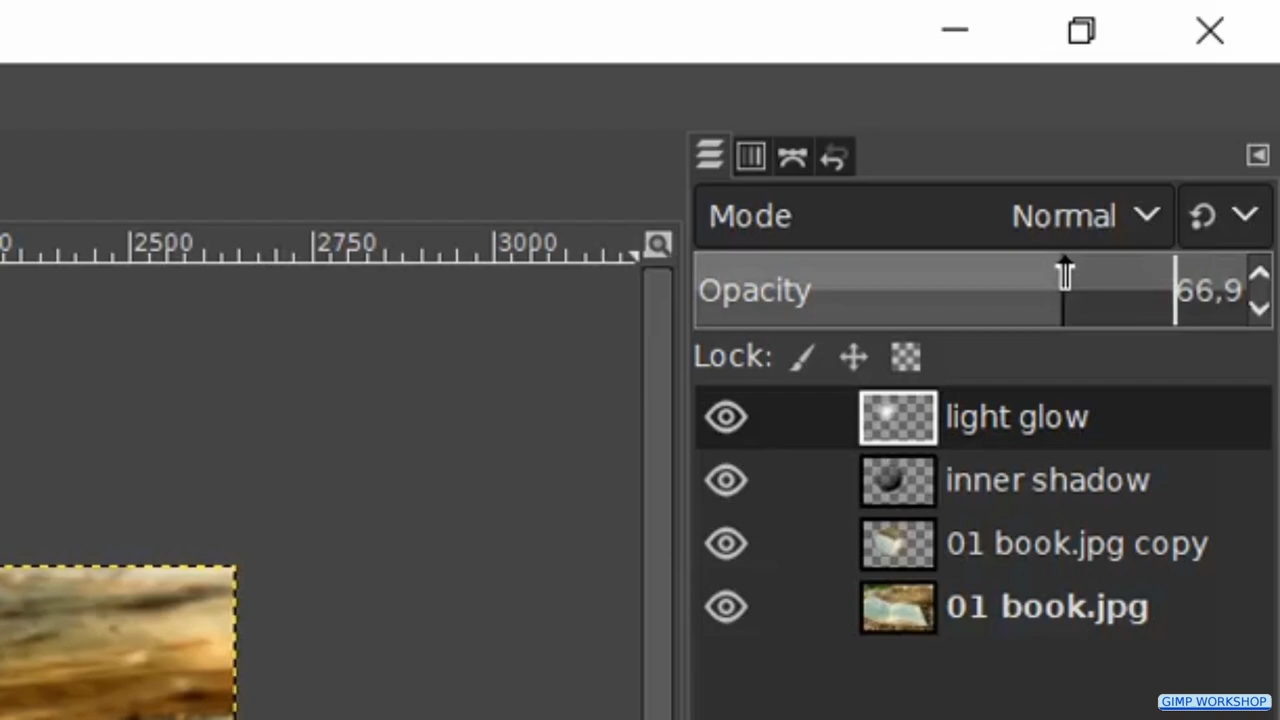 Mode Normal
0 2500 2750 3000
Opacity 66,9
Lock:
light glow
inner shadow
01 book.jpg copy
01 book.jpg
GIMP WORKSHOP